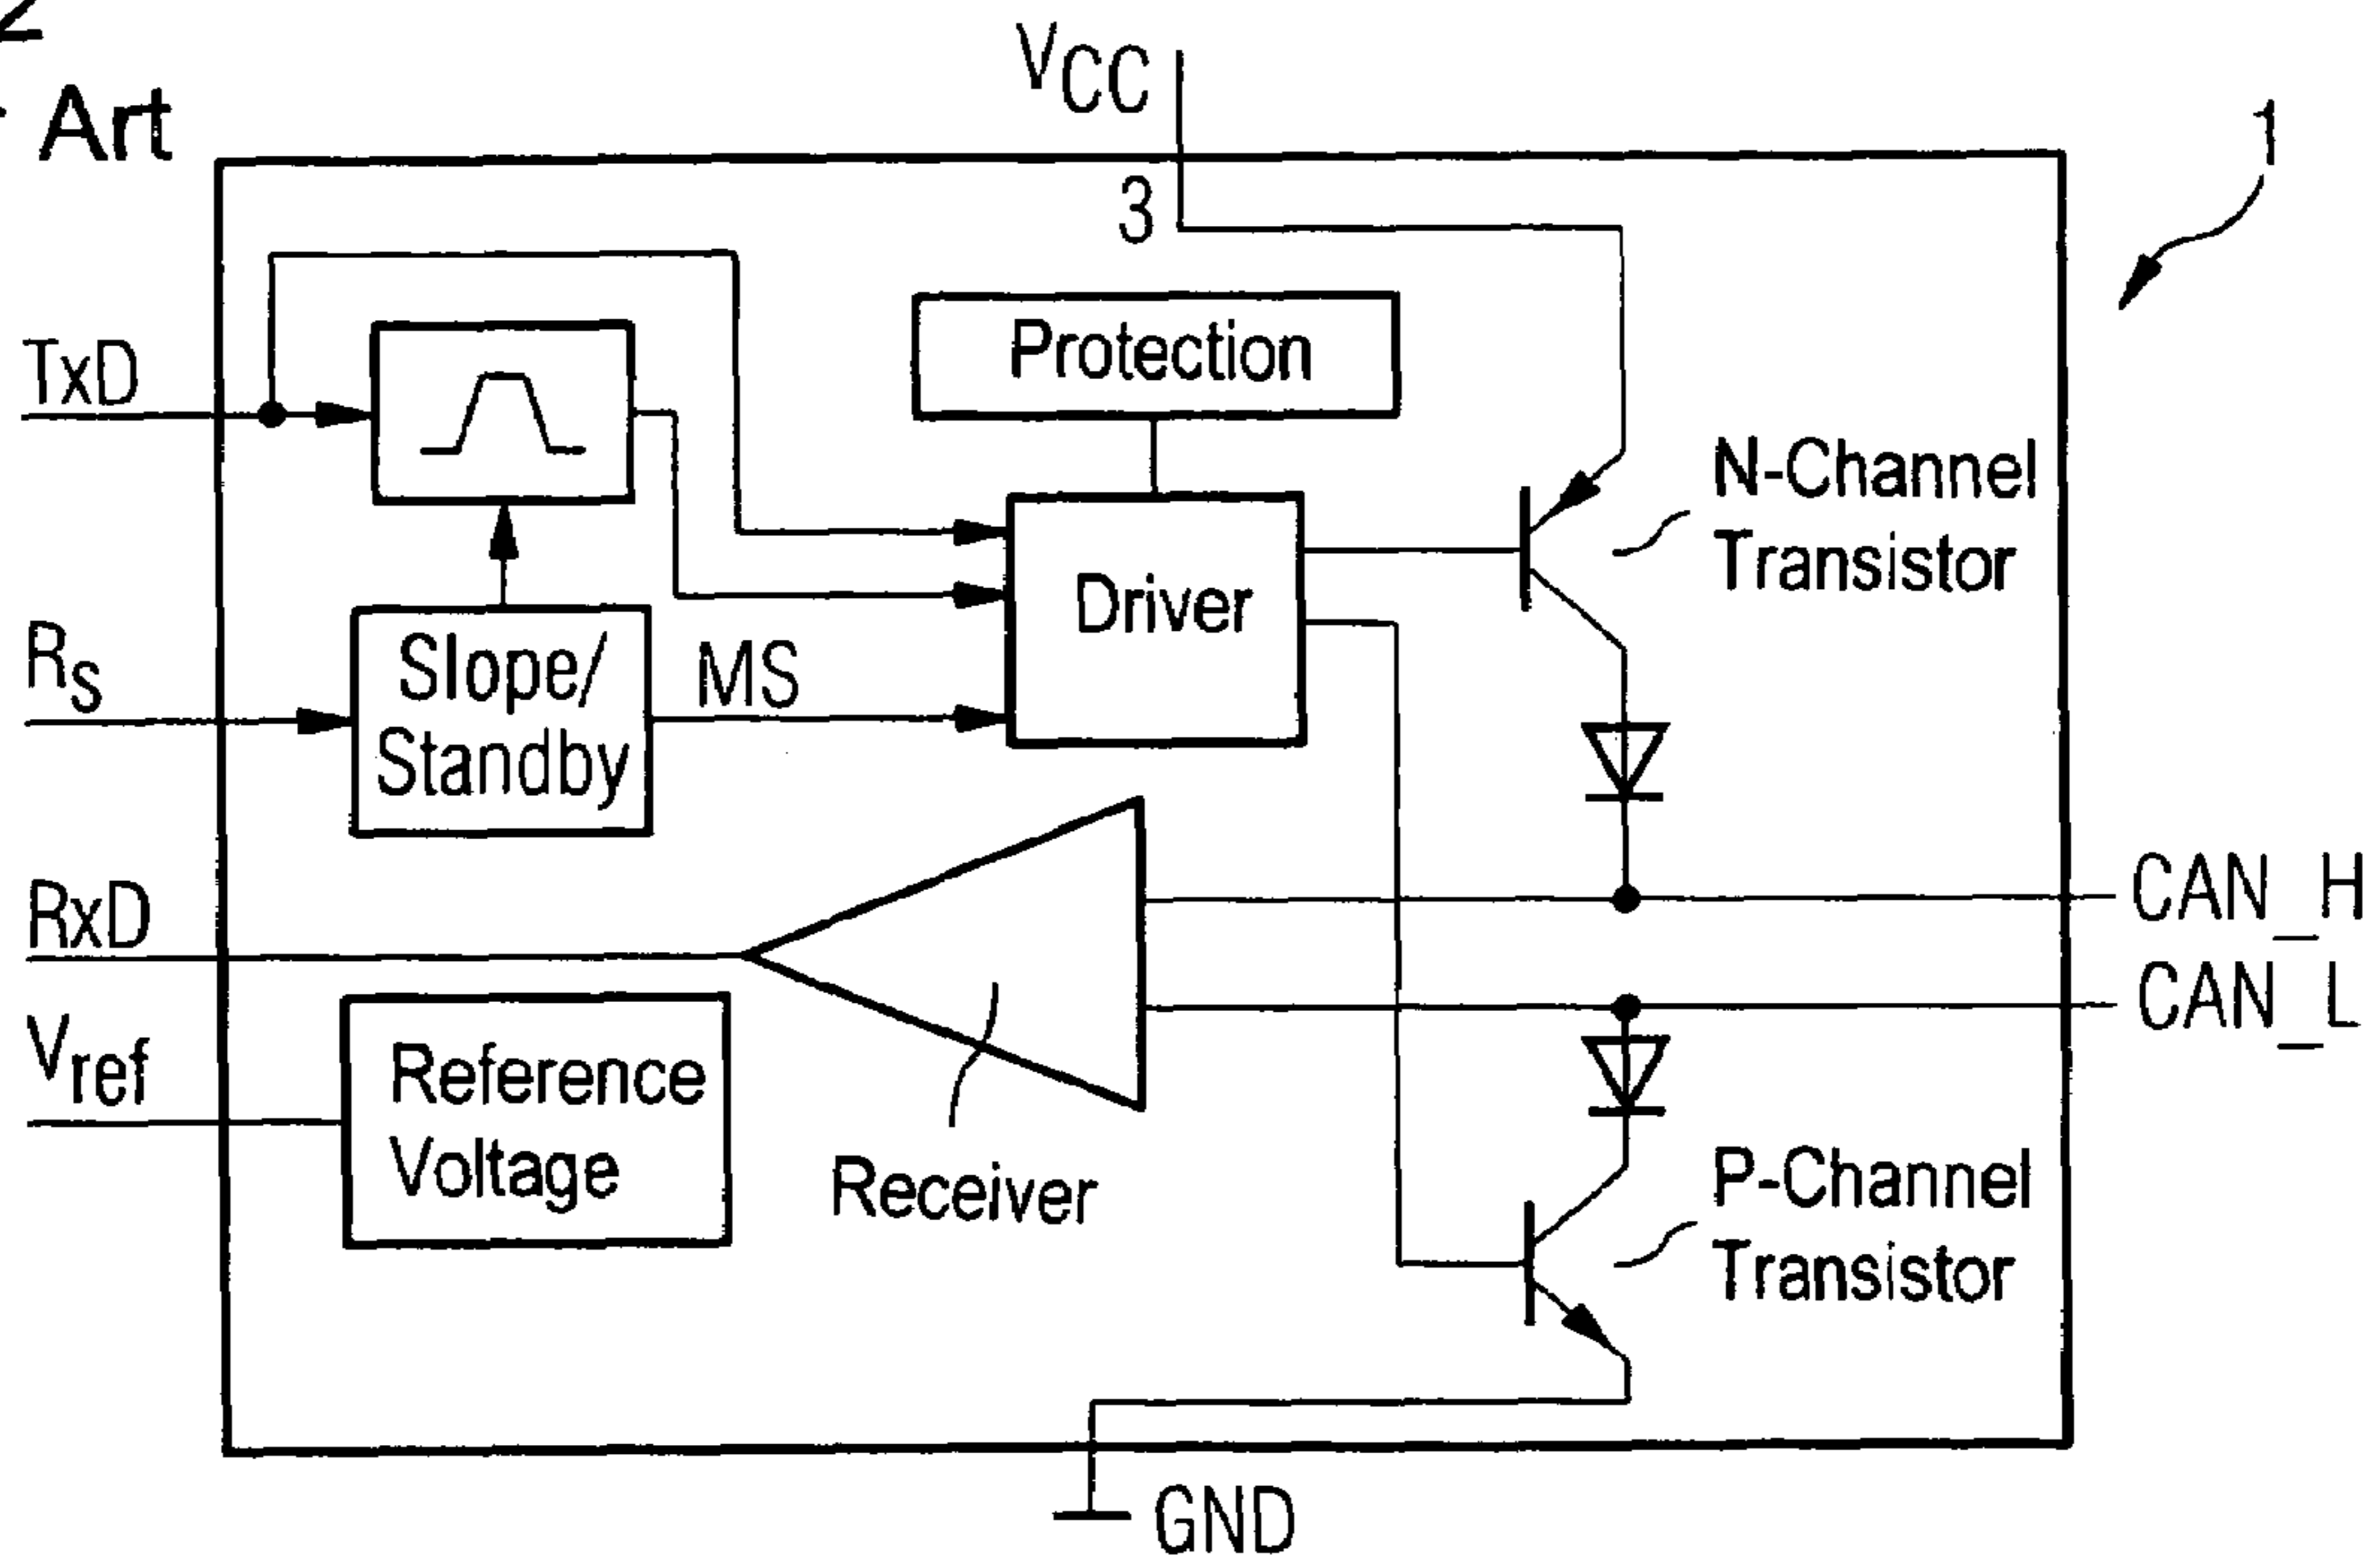 2
Art
VCC
1
3
TxD
Protection
N-Channel
Transistor
Driver
RS
Slope/
Standby
MS
RxD
CAN_H
CAN_L
Vref
Reference
Voltage
Receiver
P-Channel
Transistor
GND